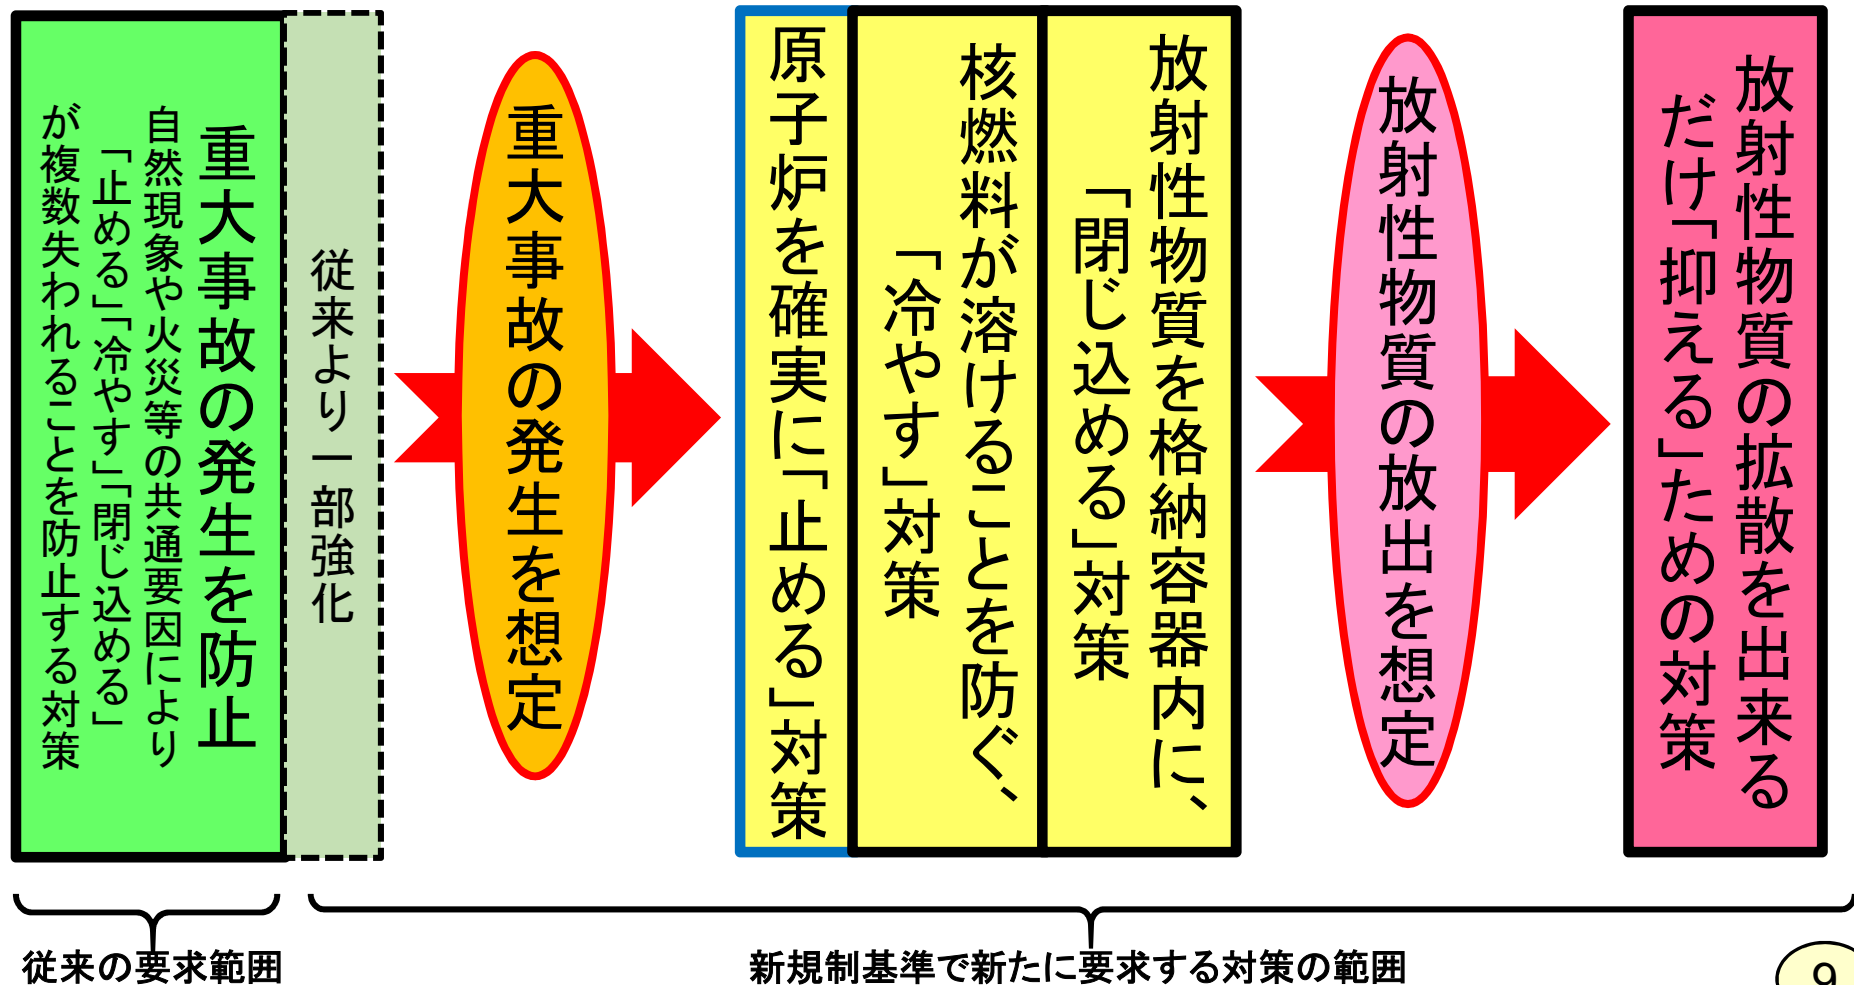 重大事故の発生を防止
自然現象や火災等の共通要因により
「止める」「冷やす」「閉じ込める」
が複数失われることを防止する対策
従来より一部強化
重大事故の発生を想定
原子炉を確実に「止める」対策
核燃料が溶けることを防ぐ、
「冷やす」対策
放射性物質を格納容器内に、
「閉じ込める」対策
放射性物質の放出を想定
放射性物質の拡散を出来る
だけ「抑える」ための対策
従来の要求範囲
新規制基準で新たに要求する対策の範囲
9